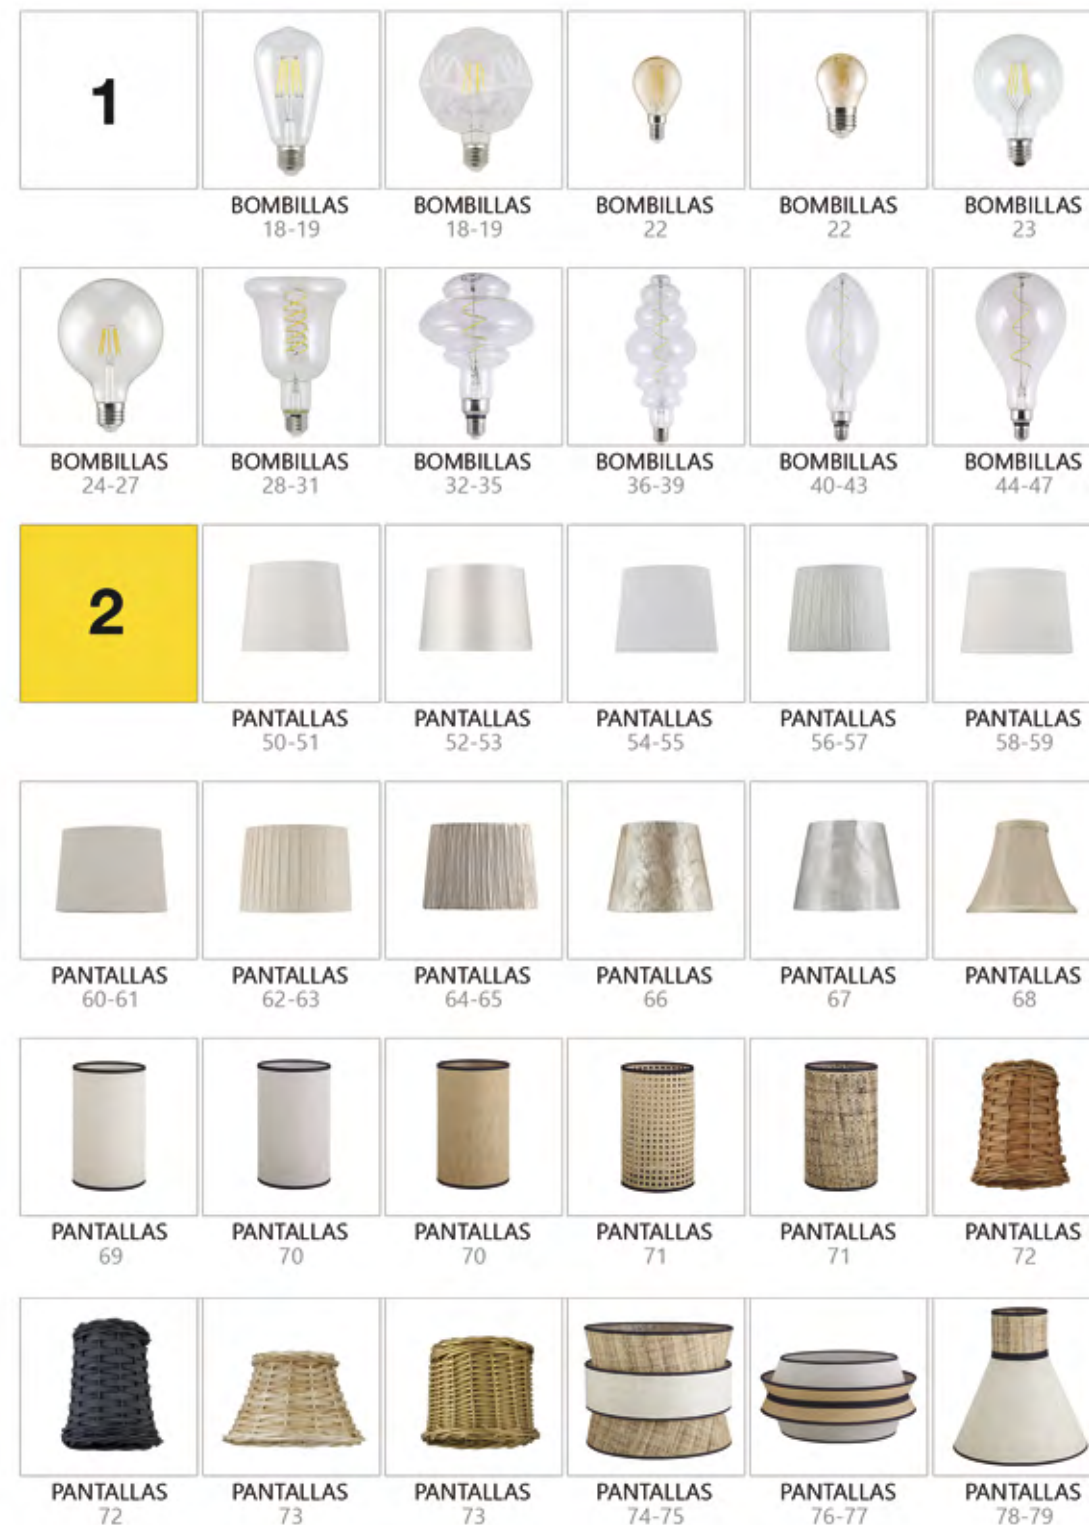 1
BOMBILLAS BOMBILLAS BOMBILLAS BOMBILLAS BOMBILLAS
18-19 18-19 22 22 23
BOMBILLAS BOMBILLAS BOMBILLAS BOMBILLAS BOMBILLAS BOMBILLAS
24-27 28-31 32-35 36-39 40-43 44-47
2
PANTALLAS PANTALLAS PANTALLAS PANTALLAS PANTALLAS
50-51 52-53 54-55 56-57 58-59
PANTALLAS PANTALLAS PANTALLAS PANTALLAS PANTALLAS PANTALLAS
60-61 62-63 64-65 66 67 68
PANTALLAS PANTALLAS PANTALLAS PANTALLAS PANTALLAS PANTALLAS
69 70 70 71 71 72
PANTALLAS PANTALLAS PANTALLAS PANTALLAS PANTALLAS PANTALLAS
72 73 73 74-75 76-77 78-79